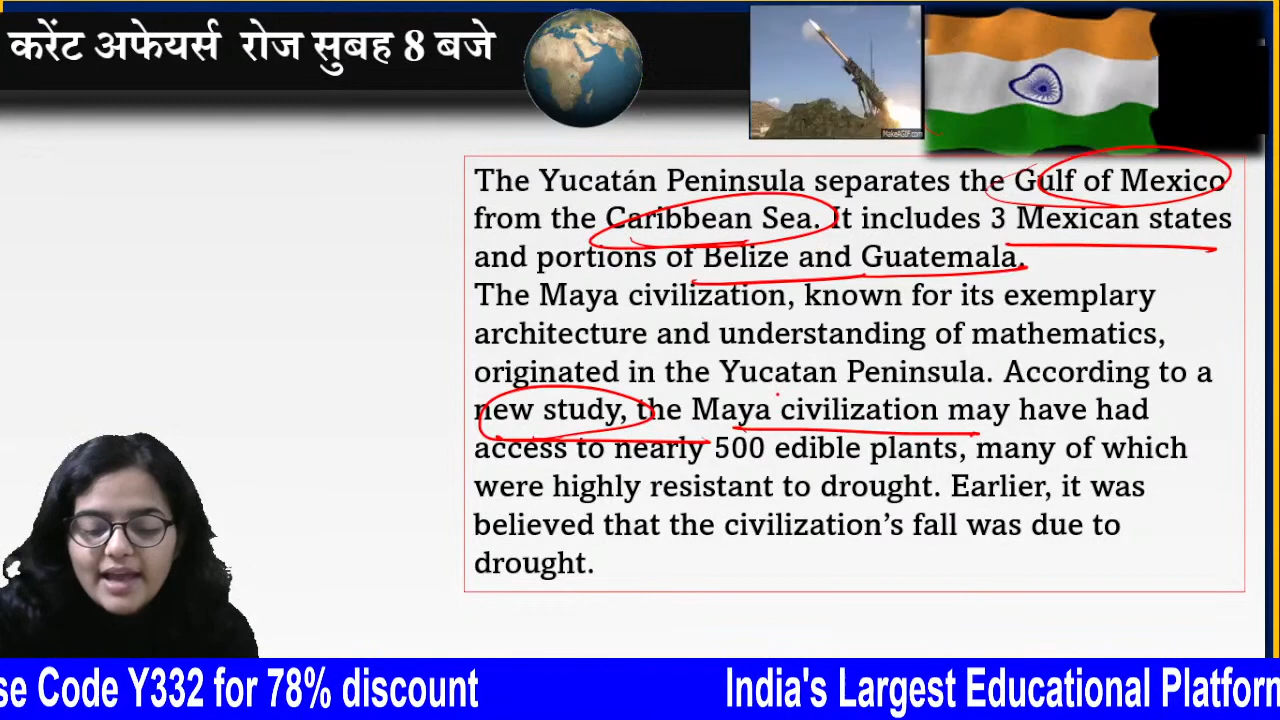 करेंट अफेयर्स रोज सुबह 8 बजे
MakeAGIF.com
The Yucatán Peninsula separates the Gulf of Mexico
from the Caribbean Sea. It includes 3 Mexican states
and portions of Belize and Guatemala.
The Maya civilization, known for its exemplary
architecture and understanding of mathematics,
originated in the Yucatan Peninsula. According to a
new study, the Maya civilization may have had
access to nearly 500 edible plants, many of which
were highly resistant to drought. Earlier, it was
believed that the civilization’s fall was due to
drought.
se Code Y332 for 78% discount India's Largest Educational Platform